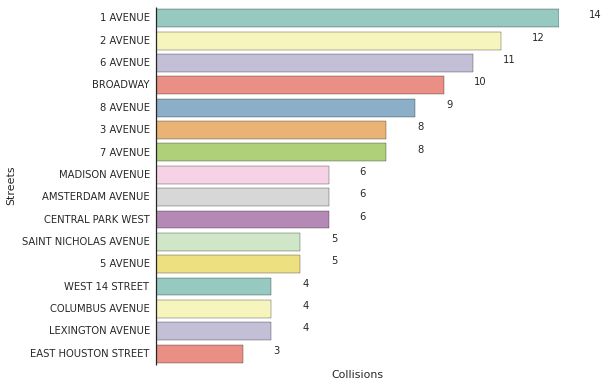 1 AVENUE 14
2 AVENUE 12
6 AVENUE 11
BROADWAY 10
8 AVENUE 9
3 AVENUE 8
7 AVENUE 8
MADISON AVENUE 6
AMSTERDAM AVENUE 6
CENTRAL PARK WEST 6
SAINT NICHOLAS AVENUE 5
5 AVENUE 5
WEST 14 STREET 4
COLUMBUS AVENUE 4
LEXINGTON AVENUE 4
EAST HOUSTON STREET 3
Streets
Collisions